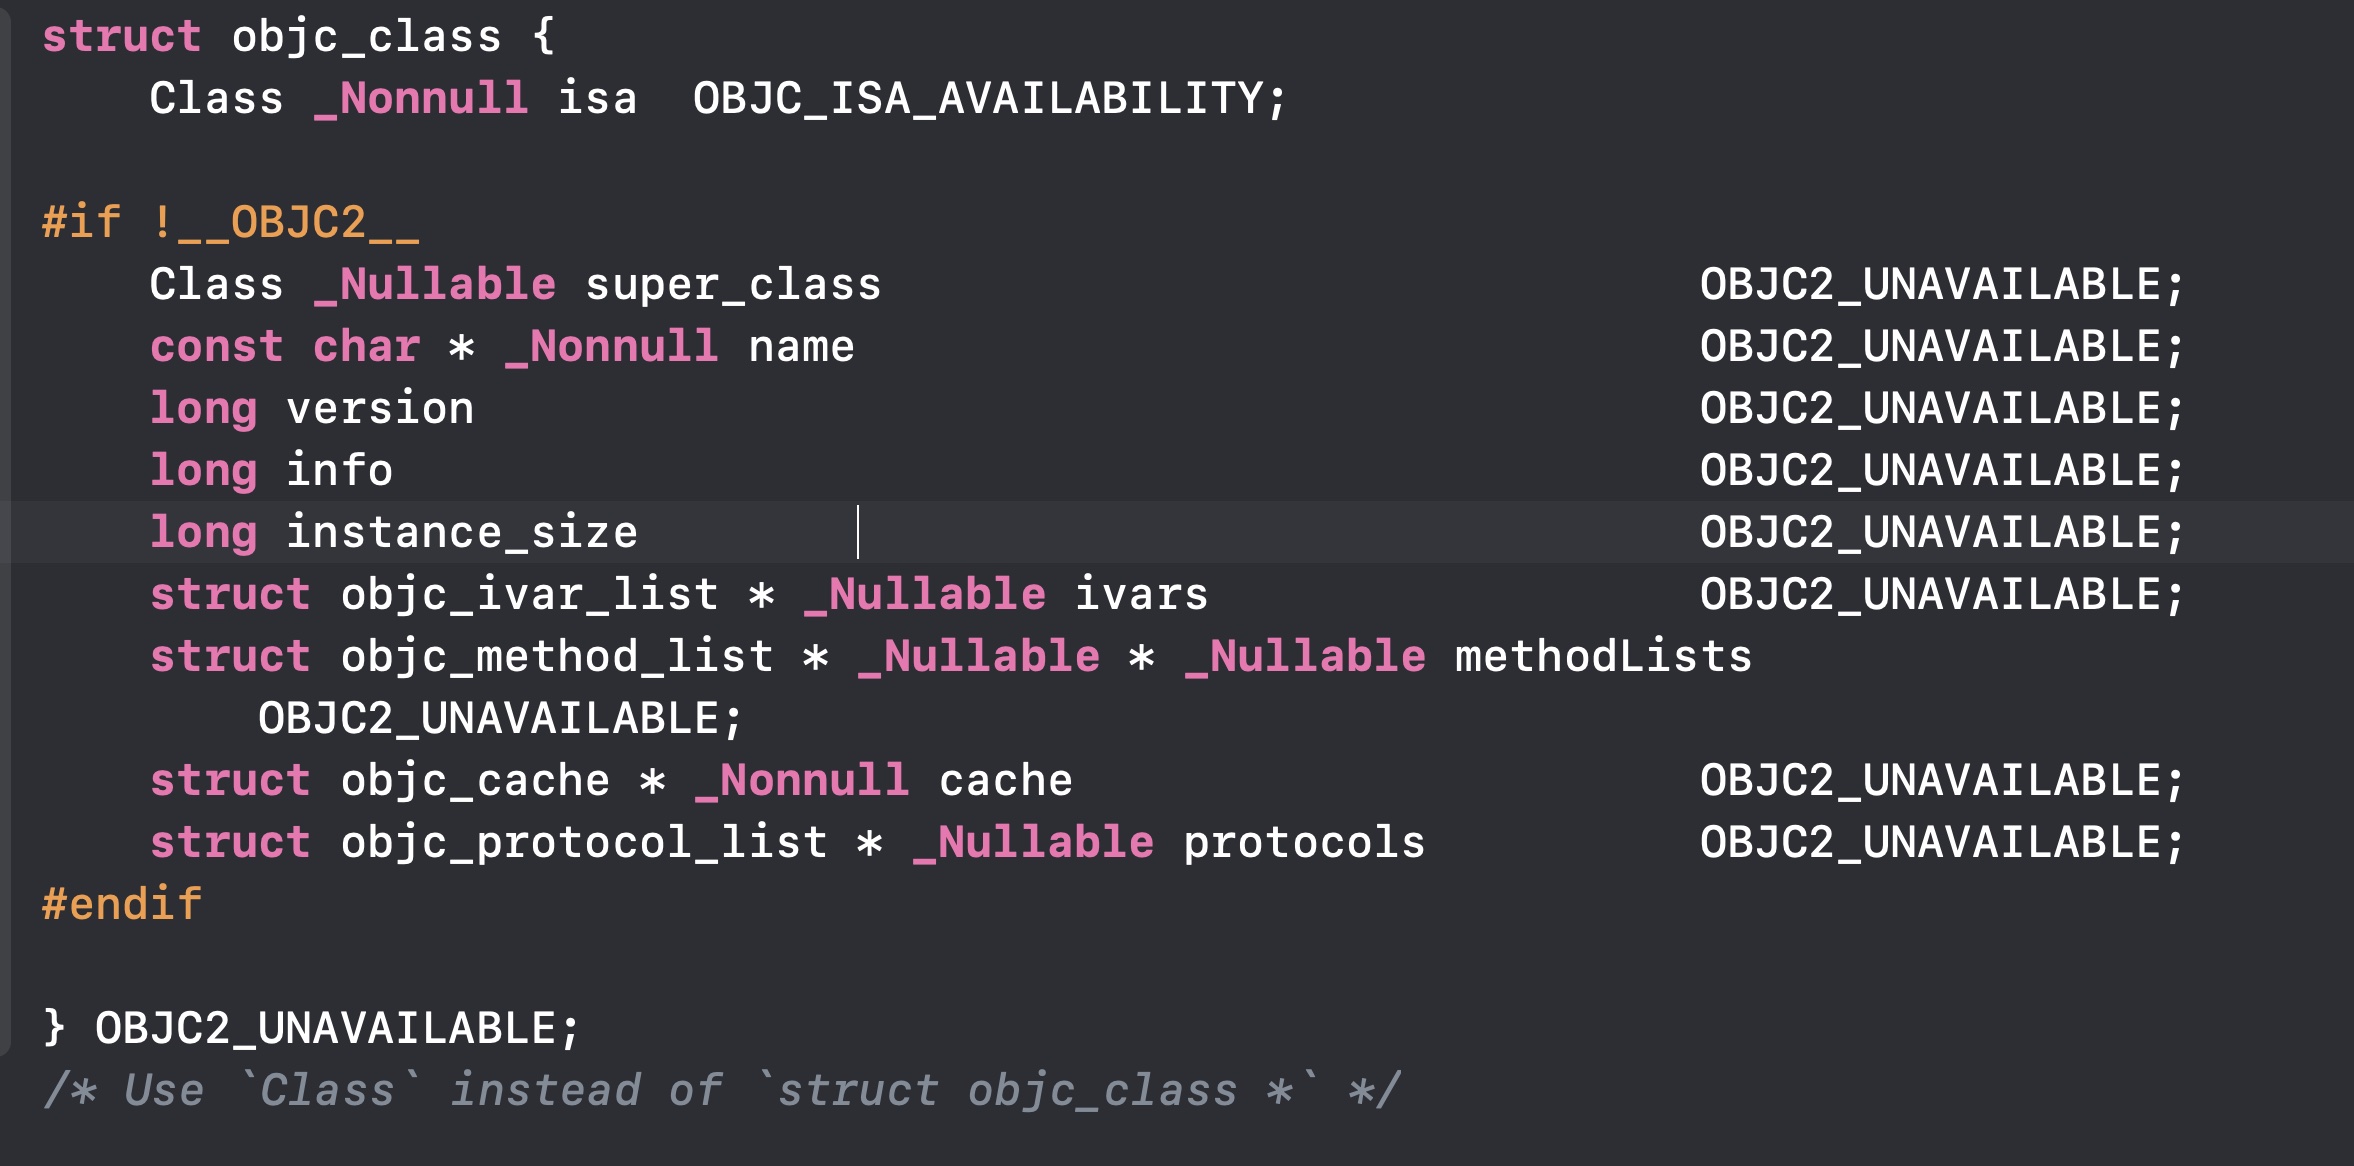 struct objc_class {
    Class _Nonnull isa  OBJC_ISA_AVAILABILITY;

#if !__OBJC2__
    Class _Nullable super_class                              OBJC2_UNAVAILABLE;
    const char * _Nonnull name                               OBJC2_UNAVAILABLE;
    long version                                             OBJC2_UNAVAILABLE;
    long info                                                OBJC2_UNAVAILABLE;
    long instance_size                                       OBJC2_UNAVAILABLE;
    struct objc_ivar_list * _Nullable ivars                  OBJC2_UNAVAILABLE;
    struct objc_method_list * _Nullable * _Nullable methodLists
        OBJC2_UNAVAILABLE;
    struct objc_cache * _Nonnull cache                       OBJC2_UNAVAILABLE;
    struct objc_protocol_list * _Nullable protocols          OBJC2_UNAVAILABLE;
#endif

} OBJC2_UNAVAILABLE;
/* Use `Class` instead of `struct objc_class *` */